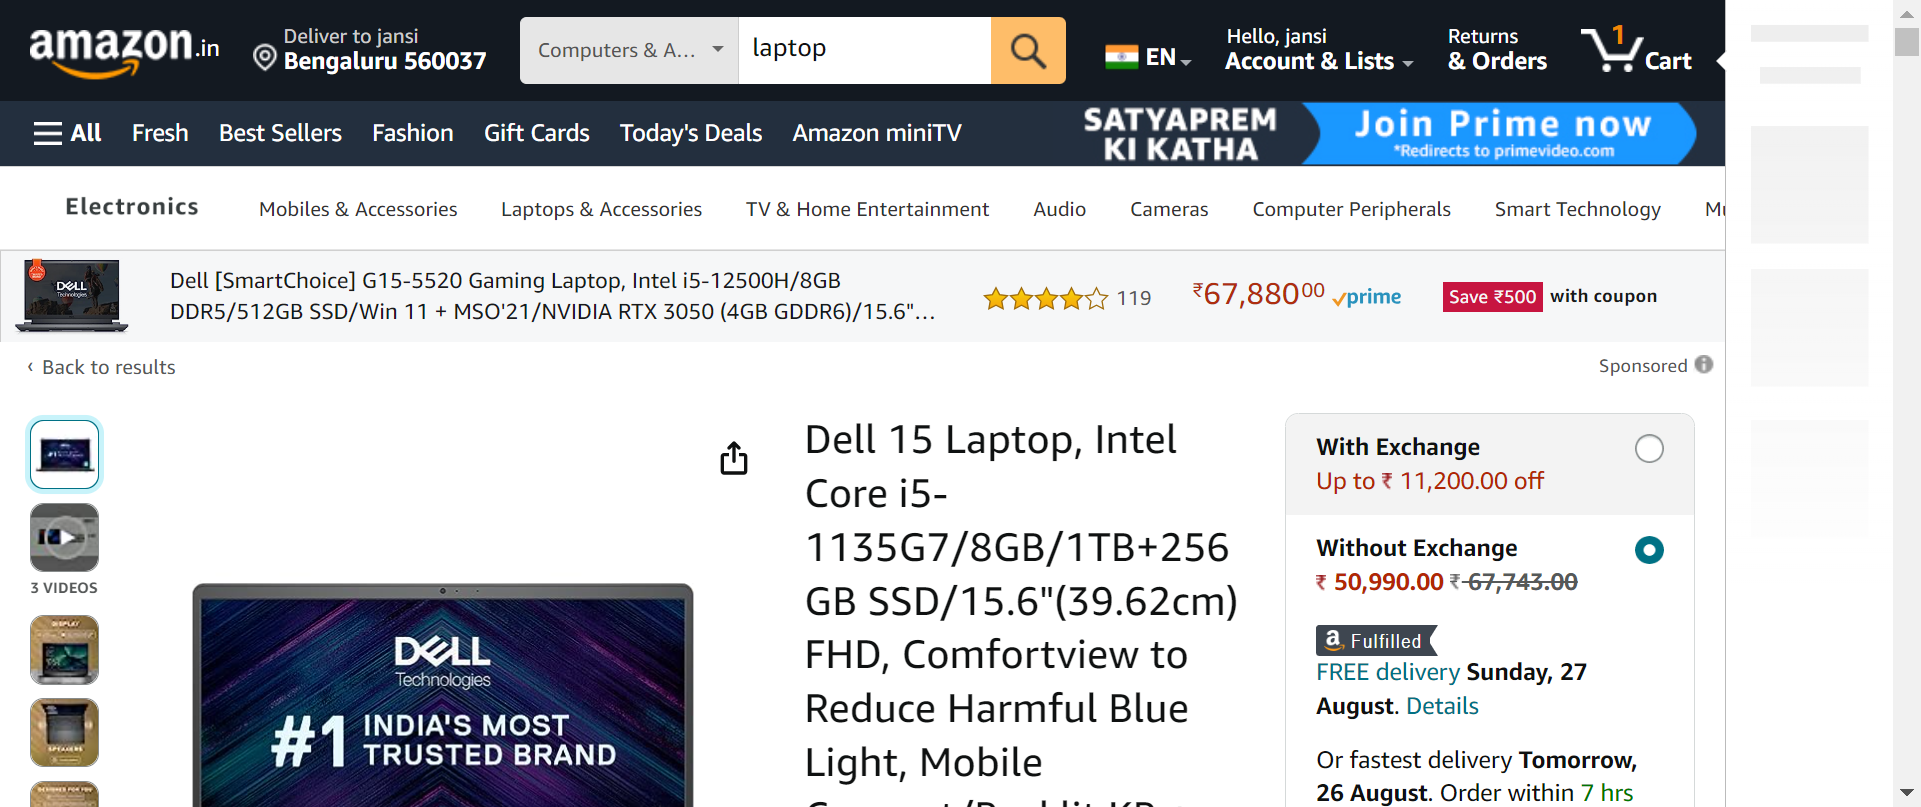 amazon.in
Deliver to jansi
Bengaluru 560037
Computers & A...
laptop
EN
Hello, jansi
Account & Lists
Returns
& Orders
1
Cart
All
Fresh
Best Sellers
Fashion
Gift Cards
Today's Deals
Amazon miniTV
SATYAPREM
KI KATHA
Join Prime now
*Redirects to primevideo.com
Electronics
Mobiles & Accessories
Laptops & Accessories
TV & Home Entertainment
Audio
Cameras
Computer Peripherals
Smart Technology
DELL
Technologies
Dell [SmartChoice] G15-5520 Gaming Laptop, Intel i5-12500H/8GB
DDR5/512GB SSD/Win 11 + MSO'21/NVIDIA RTX 3050 (4GB GDDR6)/15.6"...
119
₹67,88000
prime
Save ₹500 with coupon
‹ Back to results
Sponsored
3 VIDEOS
DISPLAY
SPEAKERS
DESIGNED FOR YOU
DELL
Technologies
#1 INDIA'S MOST
TRUSTED BRAND
Dell 15 Laptop, Intel
Core i5-
1135G7/8GB/1TB+256
GB SSD/15.6"(39.62cm)
FHD, Comfortview to
Reduce Harmful Blue
Light, Mobile
With Exchange
Up to ₹ 11,200.00 off
Without Exchange
₹ 50,990.00 ₹ 67,743.00
a Fulfilled
FREE delivery Sunday, 27
August. Details
Or fastest delivery Tomorrow,
26 August. Order within 7 hrs